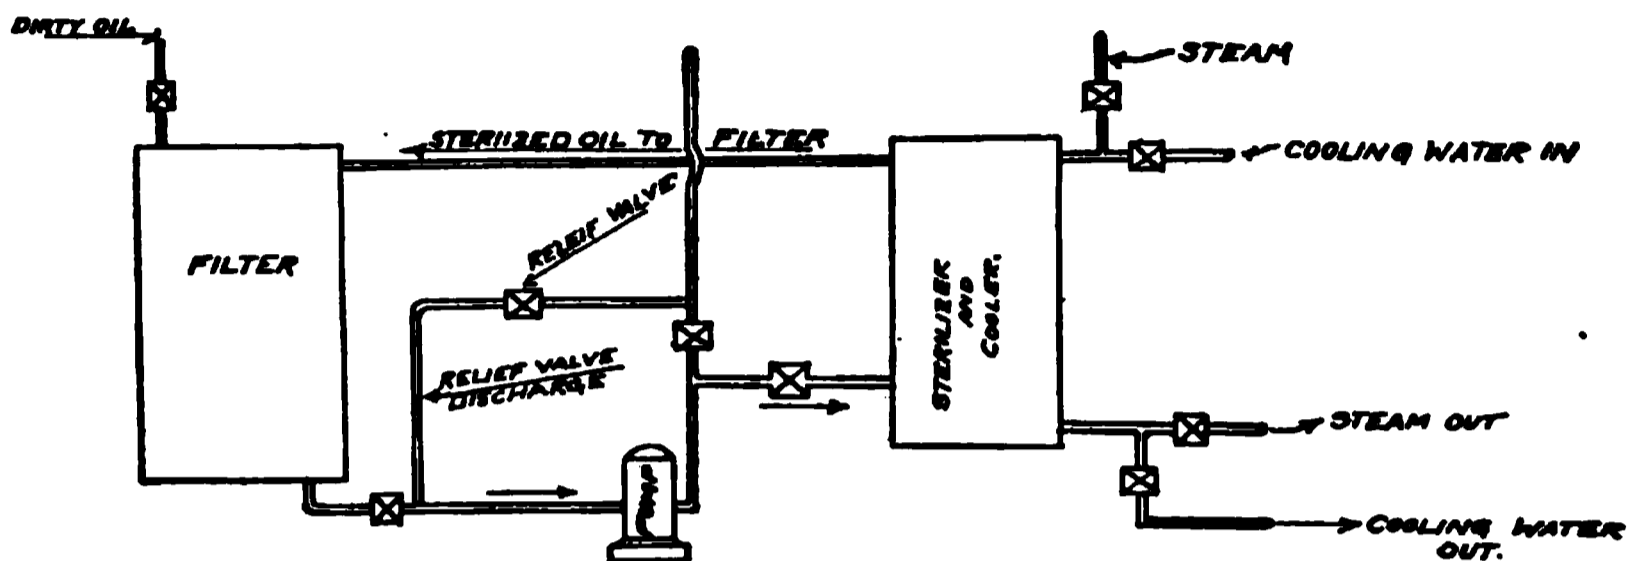 DIRTY OIL
STEAM
STERILIZED OIL TO FILTER
COOLING WATER IN
RELEIF VALVE
FILTER
STERILIZER
AND
COOLER.
RELIEF VALVE
DISCHARGE
STEAM OUT
PUMP
COOLING WATER
OUT.